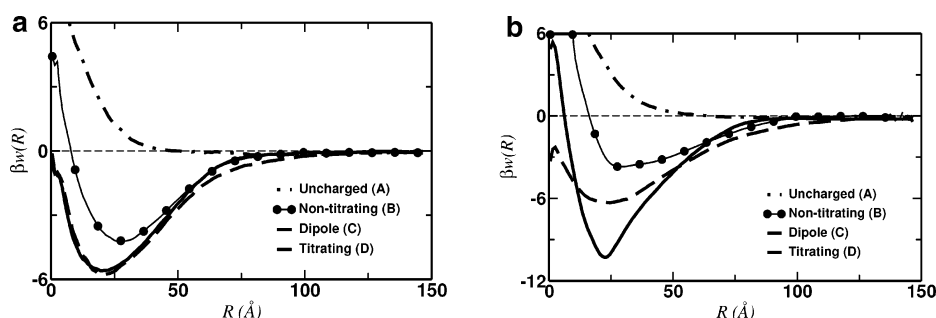 a
6
0
-6
βw(R)
Uncharged (A)
Non-titrating (B)
Dipole (C)
Titrating (D)
0
50
100
150
R (Å)
b
6
0
-6
-12
βw(R)
Uncharged (A)
Non-titrating (B)
Dipole (C)
Titrating (D)
0
50
100
150
R (Å)